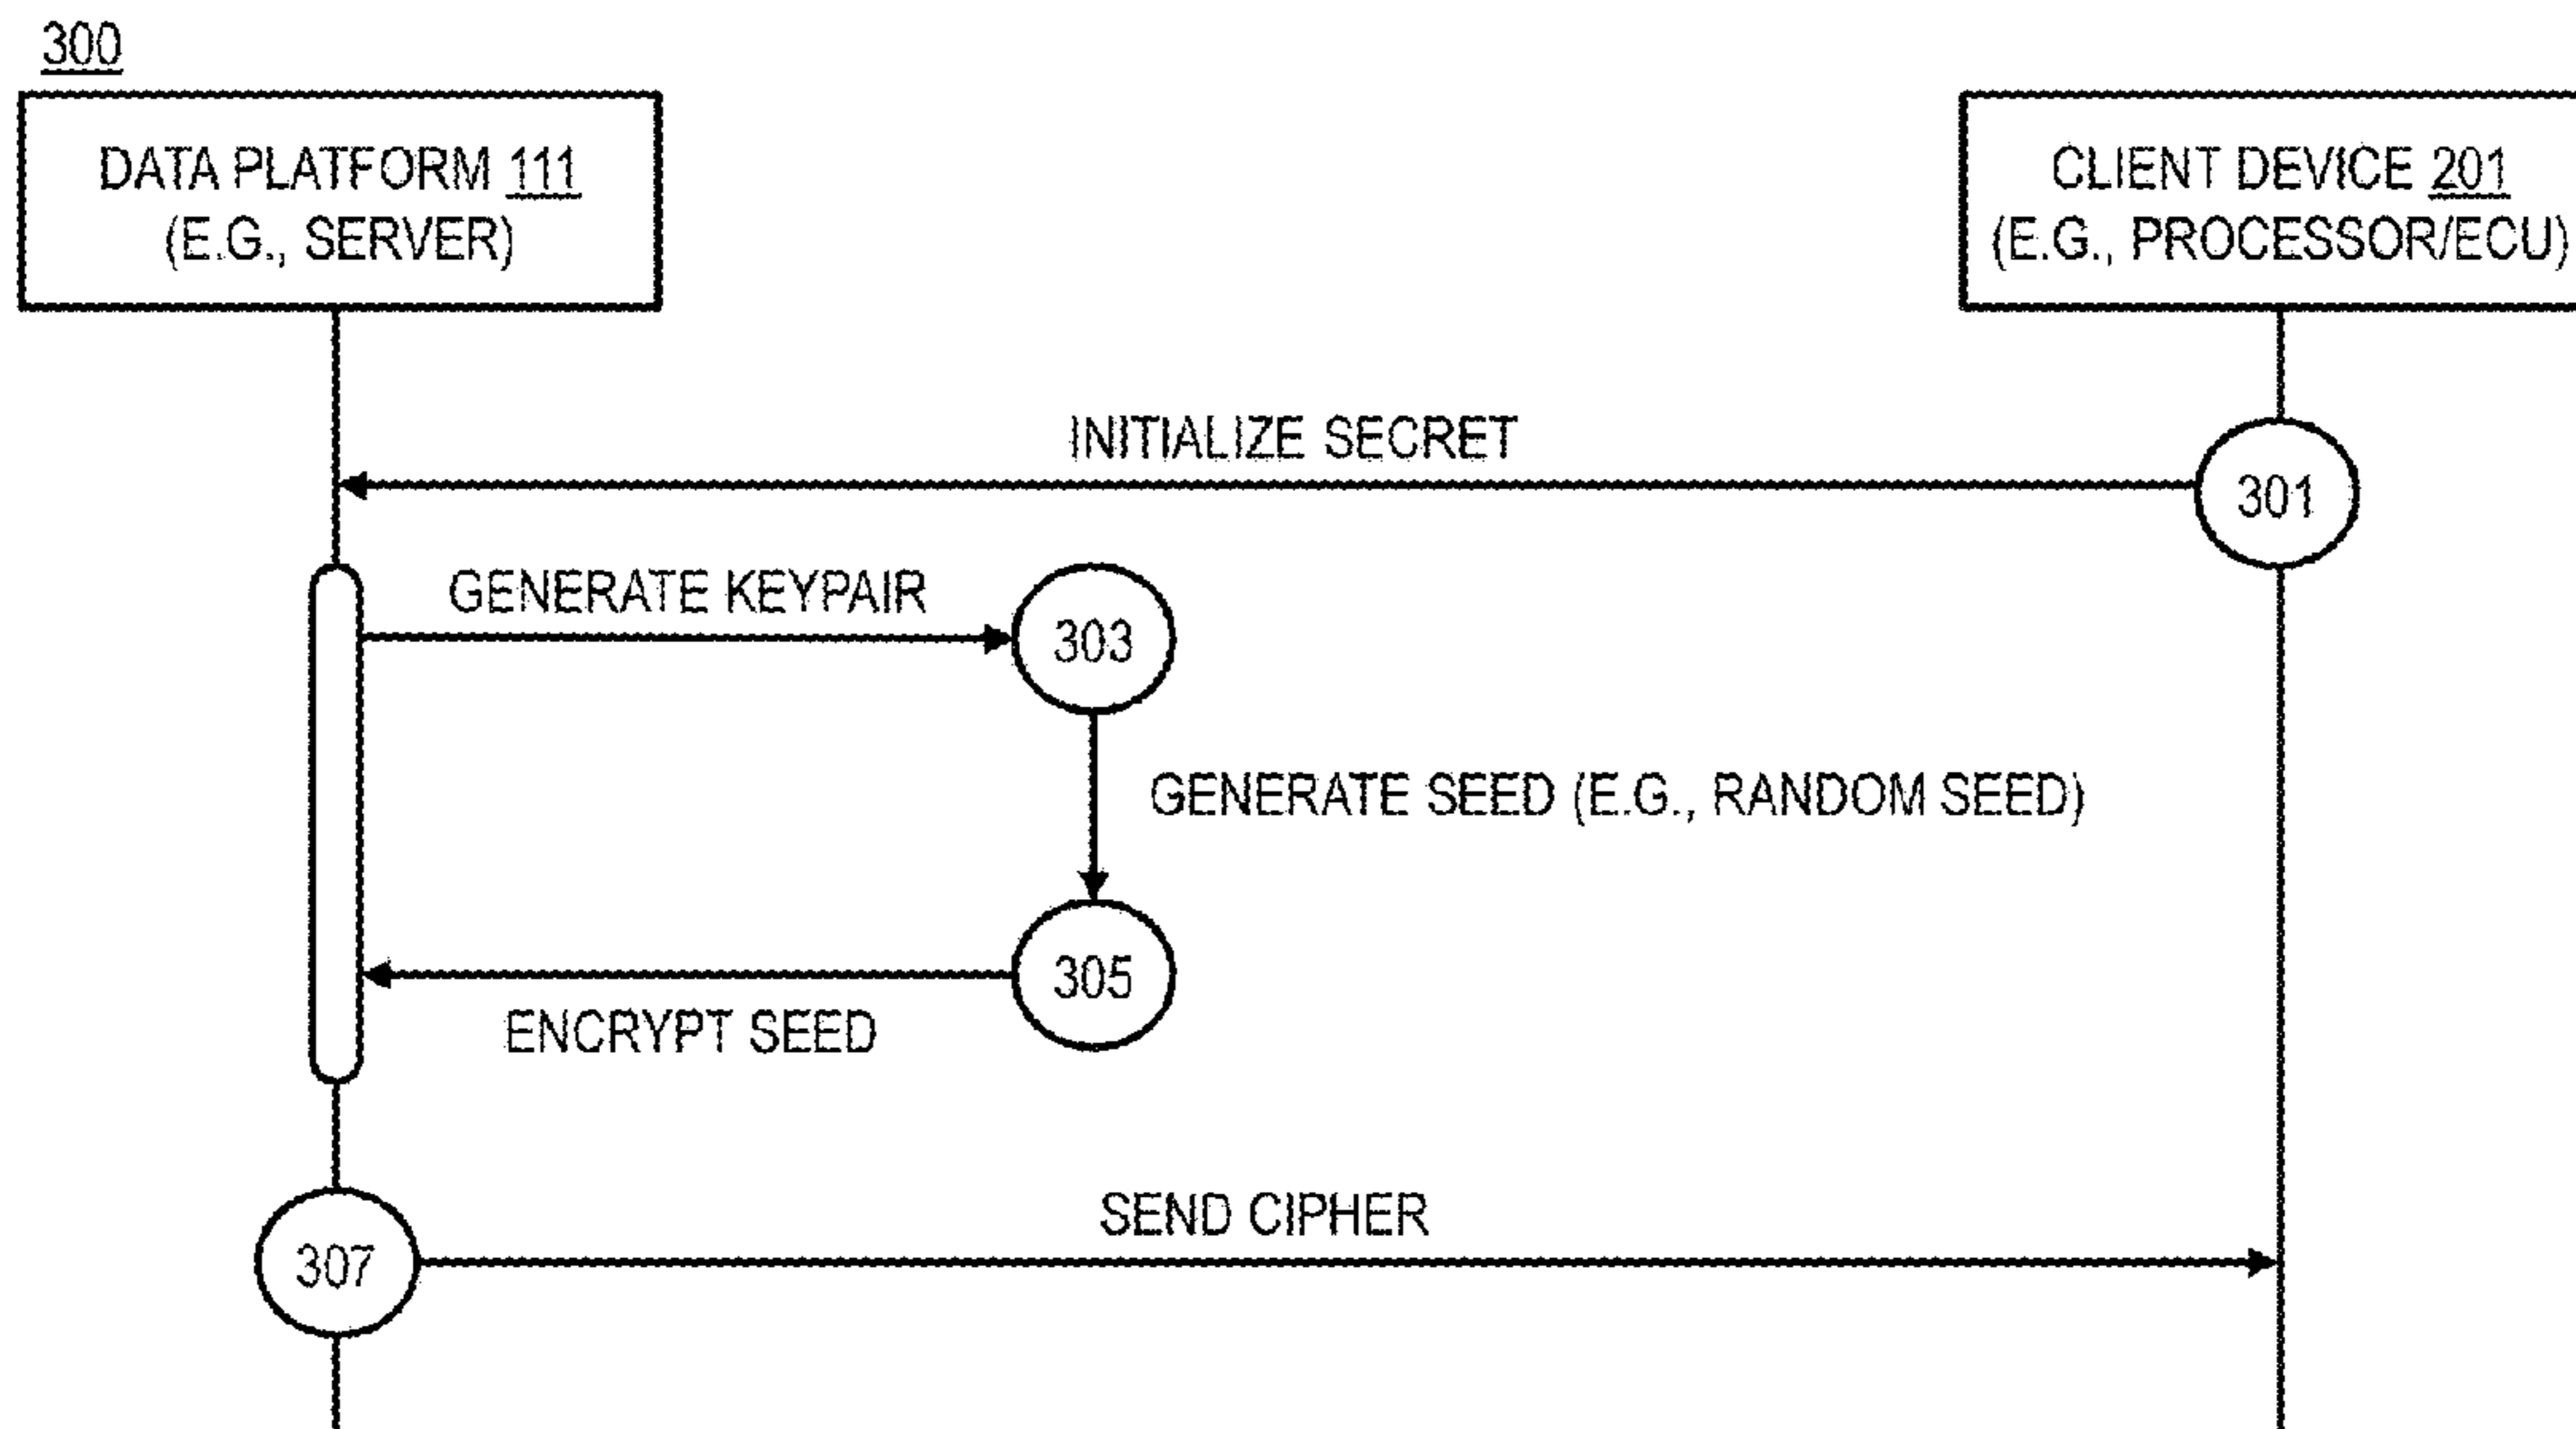 300
DATA PLATFORM 111
(E.G., SERVER)
CLIENT DEVICE 201
(E.G., PROCESSOR/ECU)
INITIALIZE SECRET
301
GENERATE KEYPAIR
303
GENERATE SEED (E.G., RANDOM SEED)
305
ENCRYPT SEED
SEND CIPHER
307